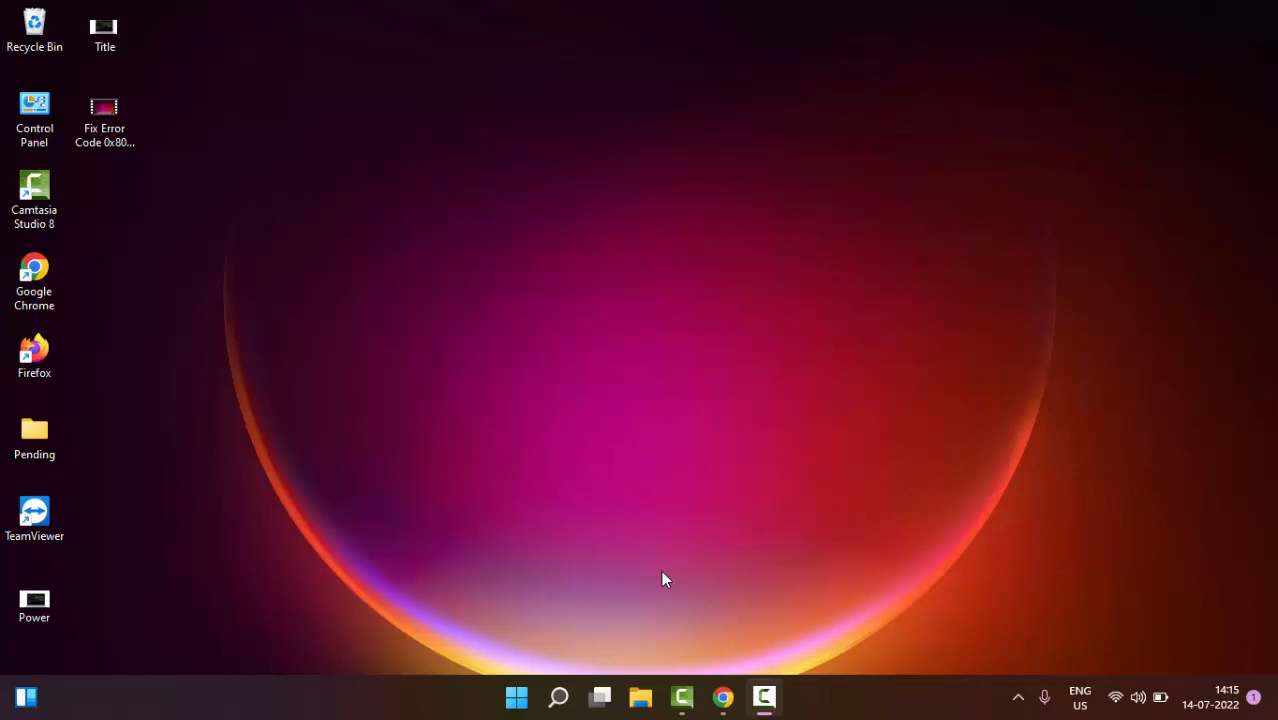 Recycle Bin
Title
Control
Panel
Fix Error
Code 0x80...
Camtasia
Studio 8
Google
Chrome
Firefox
Pending
TeamViewer
Power
ENG
US
14:15
14-07-2022
1